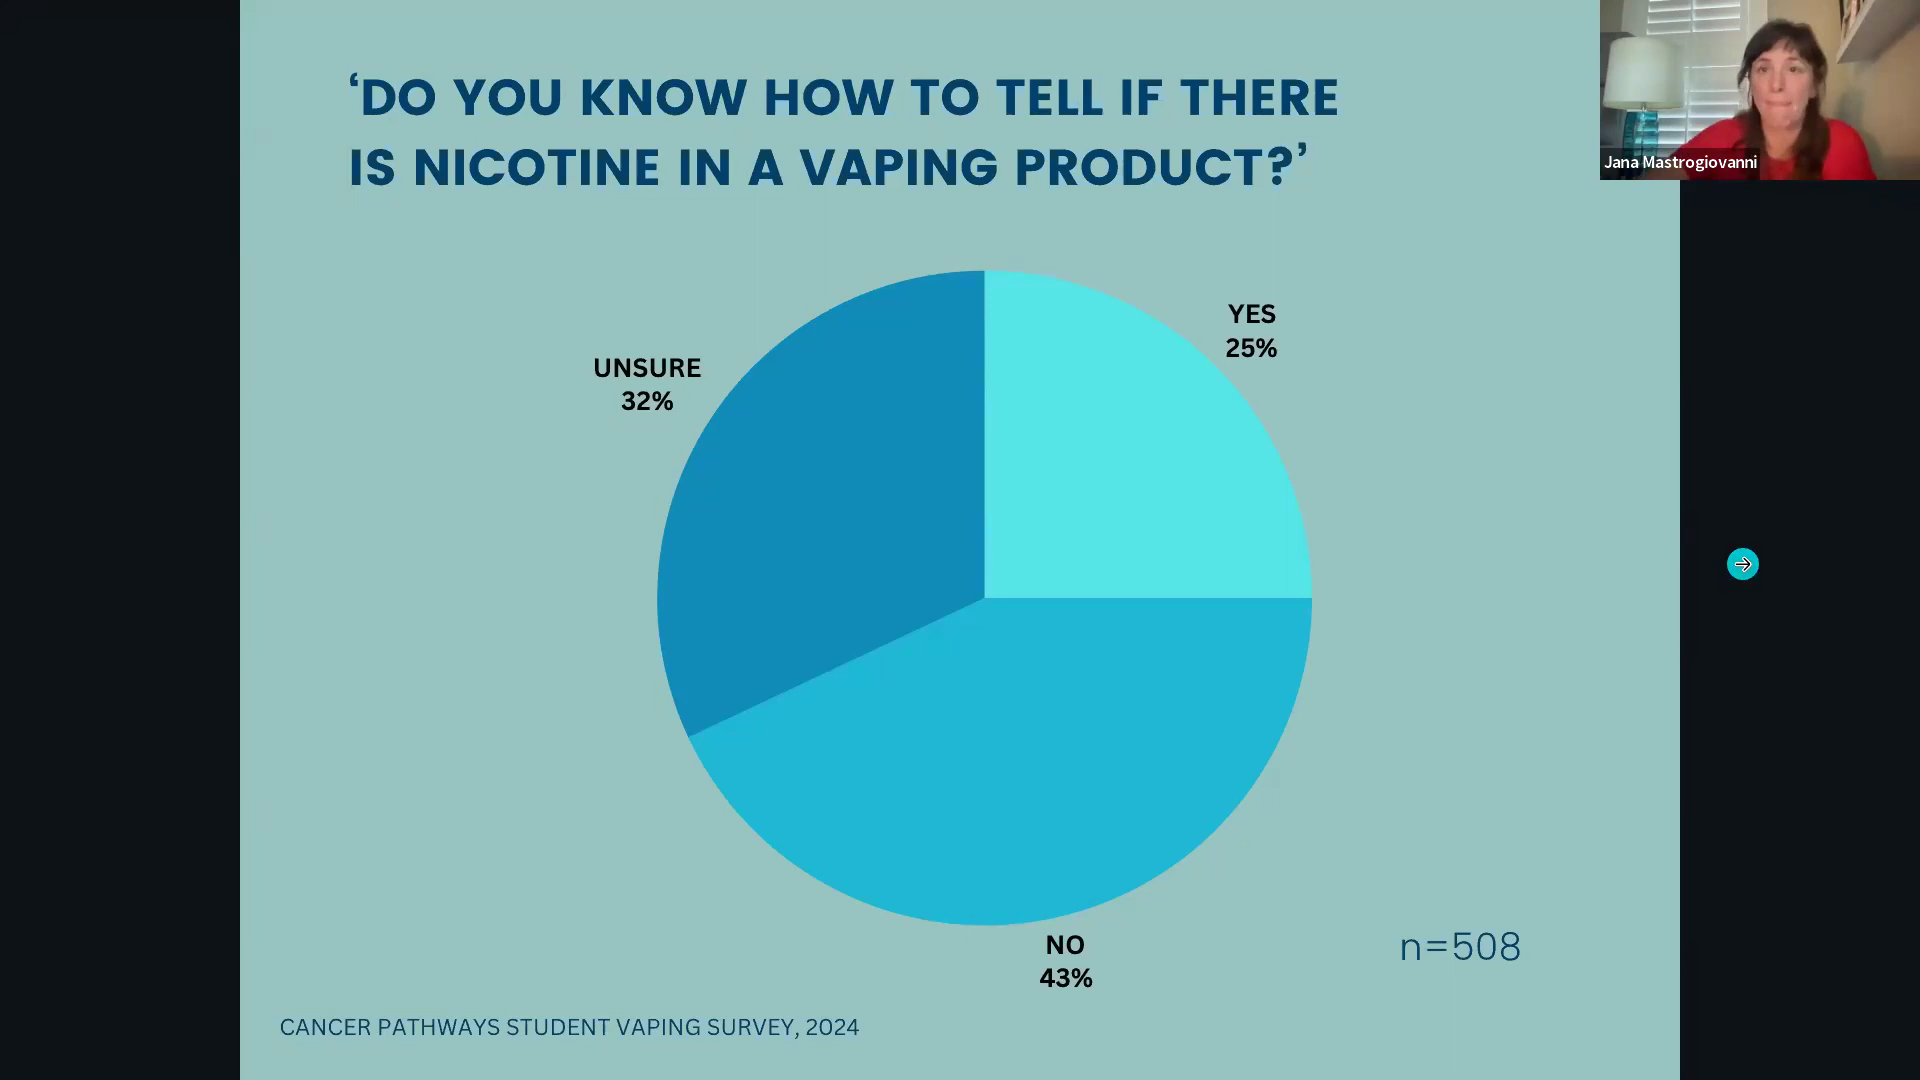 ‘DO YOU KNOW HOW TO TELL IF THERE
IS NICOTINE IN A VAPING PRODUCT?’
Jana Mastrogiovanni
YES
25%
UNSURE
32%
NO
43%
n=508
CANCER PATHWAYS STUDENT VAPING SURVEY, 2024